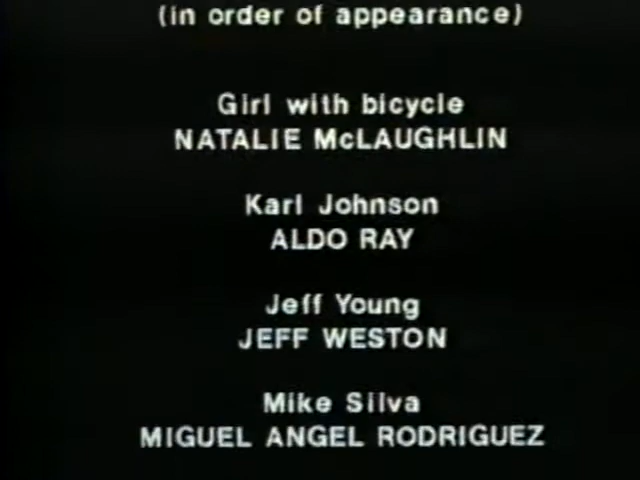 (in order of appearance)
Girl with bicycle
NATALIE McLAUGHLIN
Karl Johnson
ALDO RAY
Jeff Young
JEFF WESTON
Mike Silva
MIGUEL ANGEL RODRIGUEZ